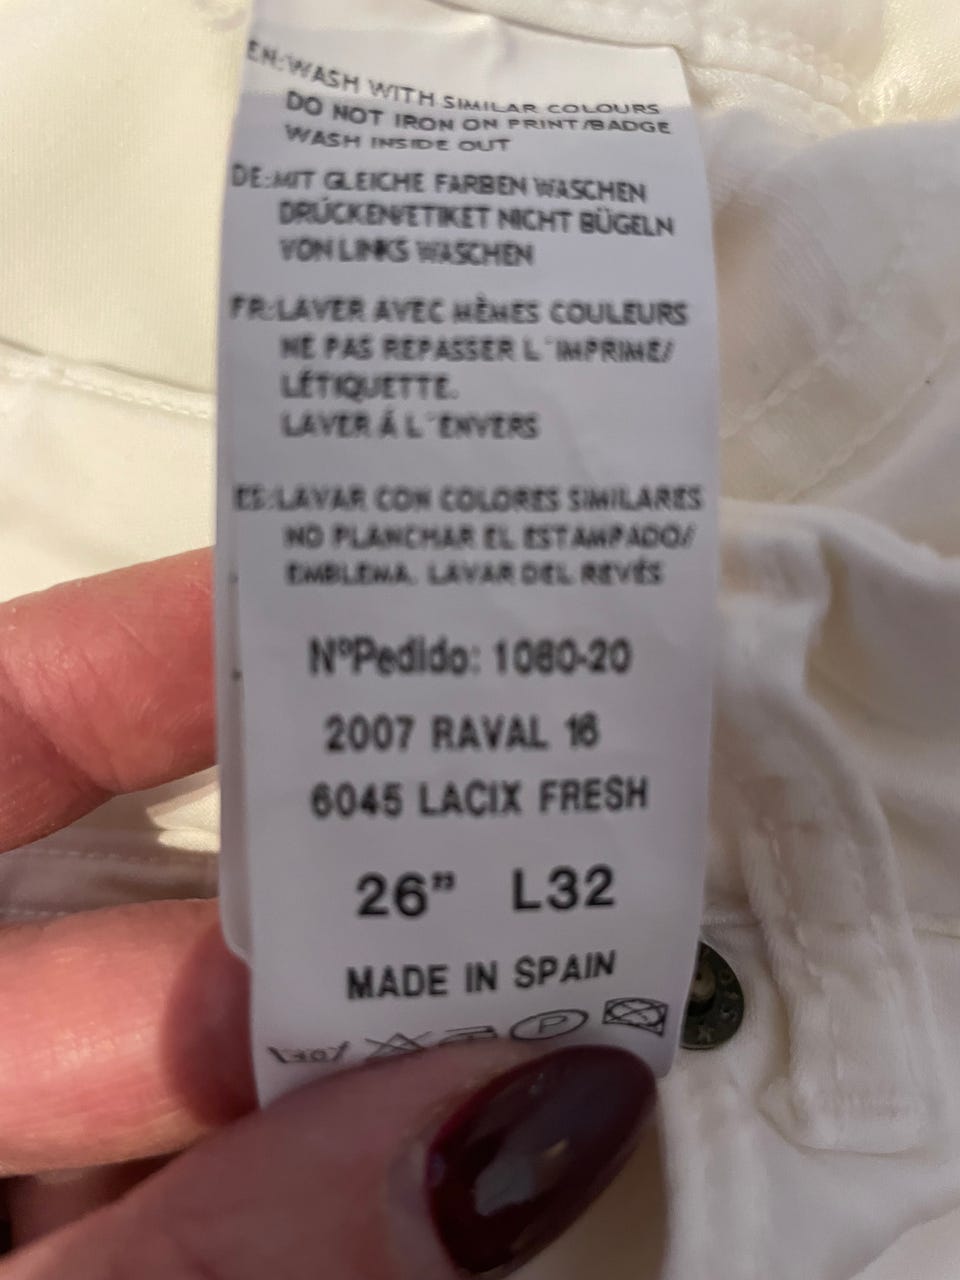 EN:WASH WITH SIMILAR COLOURS
DO NOT IRON ON PRINT/BADGE
WASH INSIDE OUT
DE:MIT GLEICHE FARBEN WASCHEN
DRÜCKEN/ETIKET NICHT BÜGELN
VON LINKS WASCHEN
FR:LAVER AVEC MÊMES COULEURS
NE PAS REPASSER L´IMPRIME/
LÉTIQUETTE.
LAVER Á L´ENVERS
ES:LAVAR CON COLORES SIMILARES
NO PLANCHAR EL ESTAMPADO/
EMBLEMA. LAVAR DEL REVÉS
NºPedido: 1080-20
2007 RAVAL 16
6045 LACIX FRESH
26” L32
MADE IN SPAIN
30 P